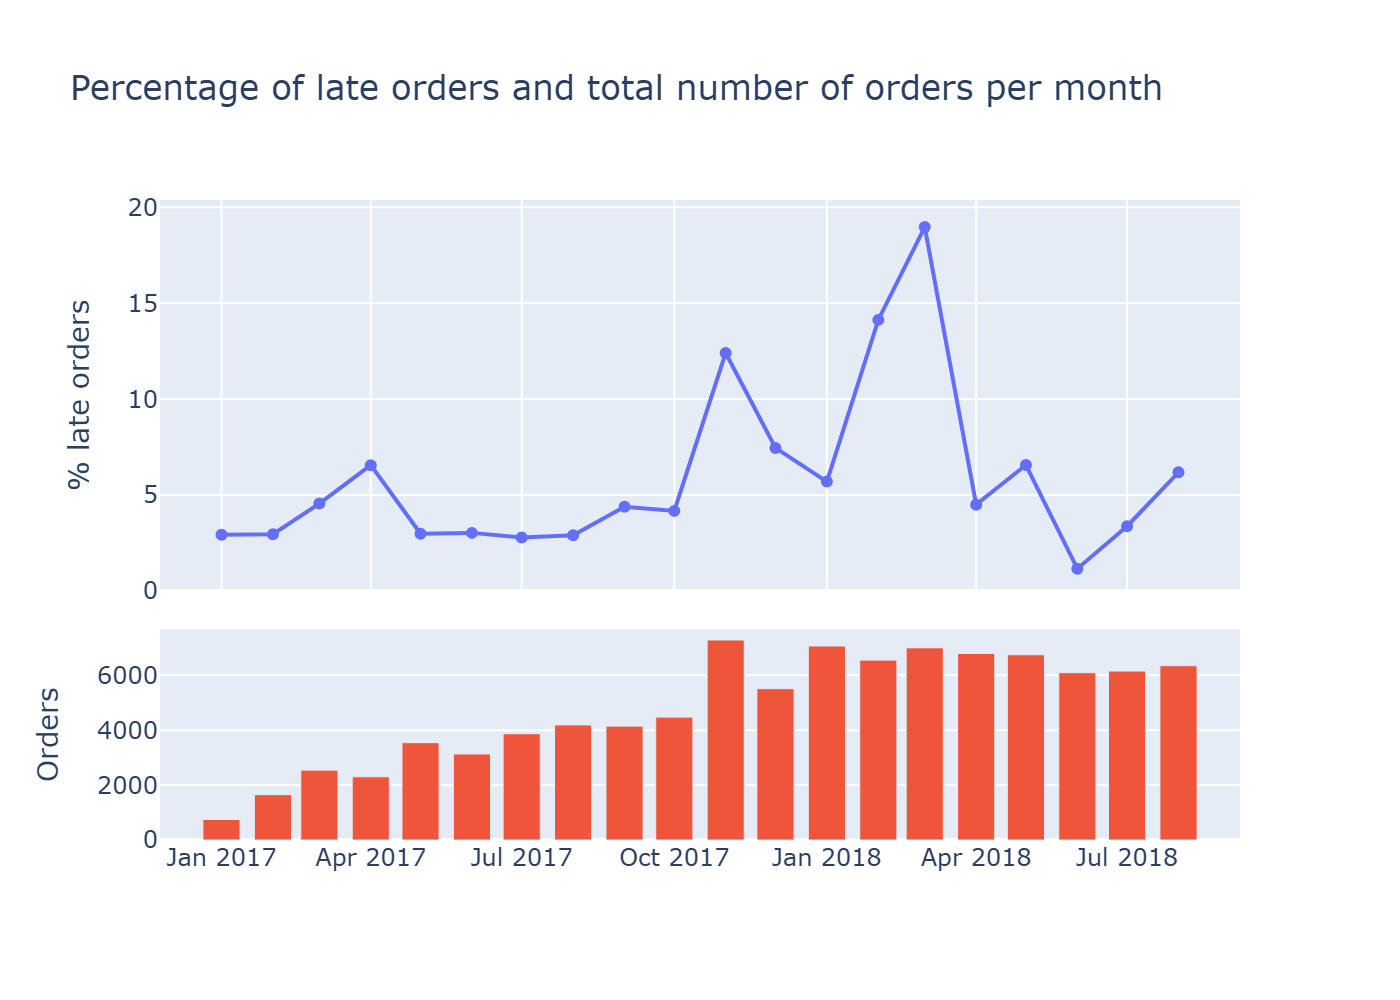 Percentage of late orders and total number of orders per month
20
15
10
5
0
% late orders
6000
4000
2000
0
Orders
Jan 2017 Apr 2017 Jul 2017 Oct 2017 Jan 2018 Apr 2018 Jul 2018